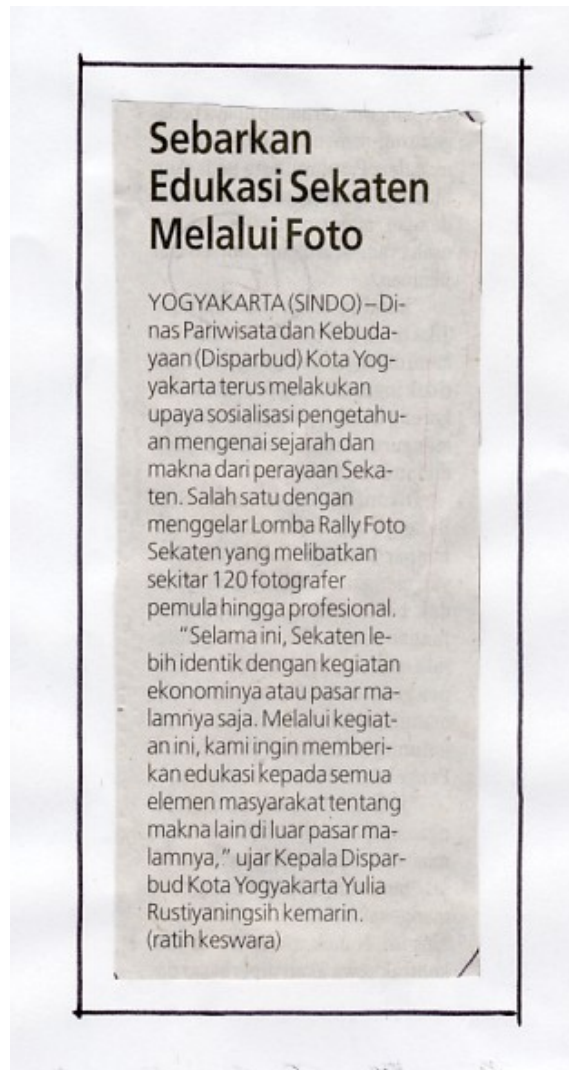 Sebarkan
Edukasi Sekaten
Melalui Foto
YOGYAKARTA (SINDO) – Di-
nas Pariwisata dan Kebuda-
yaan (Disparbud) Kota Yog-
yakarta terus melakukan
upaya sosialisasi pengetahu-
an mengenai sejarah dan
makna dari perayaan Seka-
ten. Salah satu dengan
menggelar Lomba Rally Foto
Sekaten yang melibatkan
sekitar 120 fotografer
pemula hingga profesional.
“Selama ini, Sekaten le-
bih identik dengan kegiatan
ekonominya atau pasar ma-
lamnya saja. Melalui kegiat-
an ini, kami ingin memberi-
kan edukasi kepada semua
elemen masyarakat tentang
makna lain di luar pasar ma-
lamnya,” ujar Kepala Dispar-
bud Kota Yogyakarta Yulia
Rustiyaningsih kemarin.
(ratih keswara)